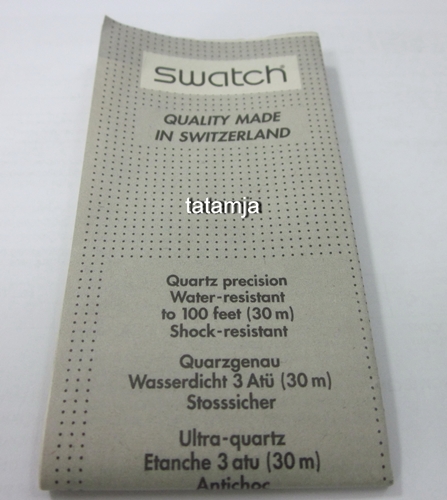 swatch
QUALITY MADE
IN SWITZERLAND
tatamja
Quartz precision
Water-resistant
to 100 feet (30 m)
Shock-resistant
Quarzgenau
Wasserdicht 3 Atü (30 m)
Stosssicher
Ultra-quartz
Etanche 3 atu (30 m)
Antichoc